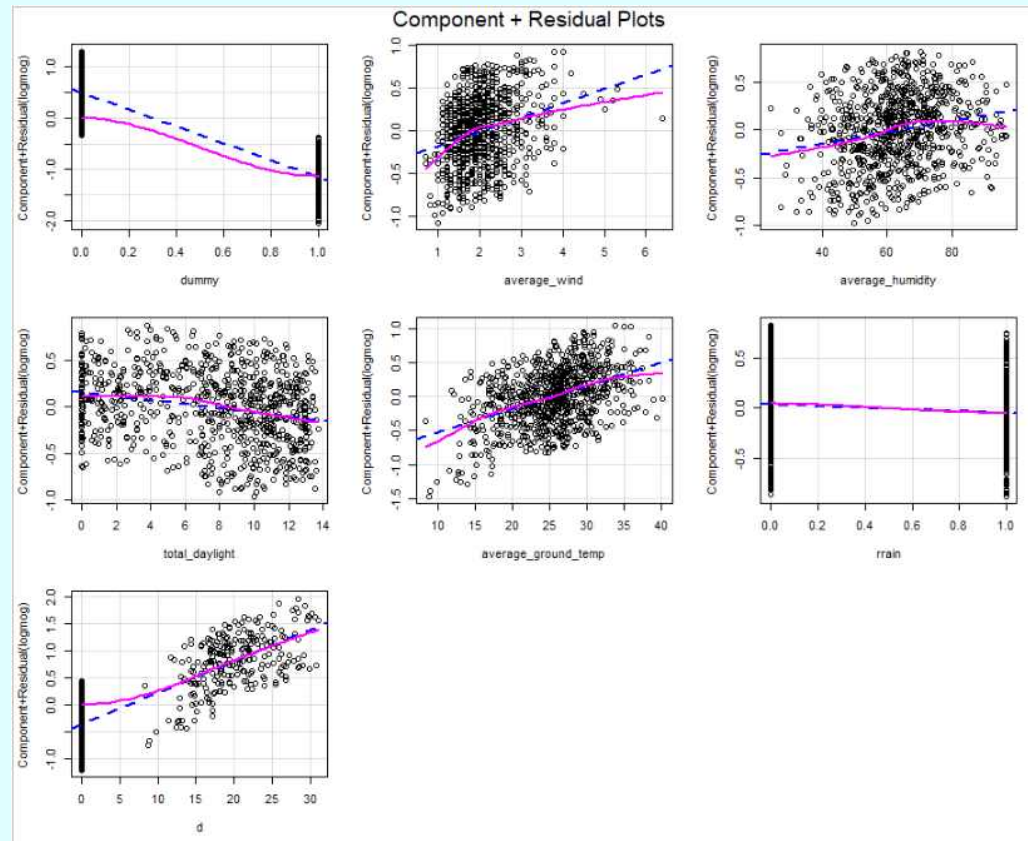 Component + Residual Plots
Component+Residual(logmog)
1.0
0.0
-1.0
-2.0
0.0 0.2 0.4 0.6 0.8 1.0
dummy
Component+Residual(logmog)
1.0
0.5
0.0
-0.5
-1.0
1 2 3 4 5 6
average_wind
Component+Residual(logmog)
0.5
0.0
-0.5
-1.0
40 60 80
average_humidity
Component+Residual(logmog)
0.5
0.0
-0.5
-1.0
0 2 4 6 8 10 12 14
total_daylight
Component+Residual(logmog)
1.0
0.5
0.0
-0.5
-1.0
-1.5
10 15 20 25 30 35 40
average_ground_temp
Component+Residual(logmog)
0.5
0.0
-0.5
0.0 0.2 0.4 0.6 0.8 1.0
rrain
Component+Residual(logmog)
2.0
1.5
1.0
0.5
0.0
-1.0
0 5 10 15 20 25 30
d